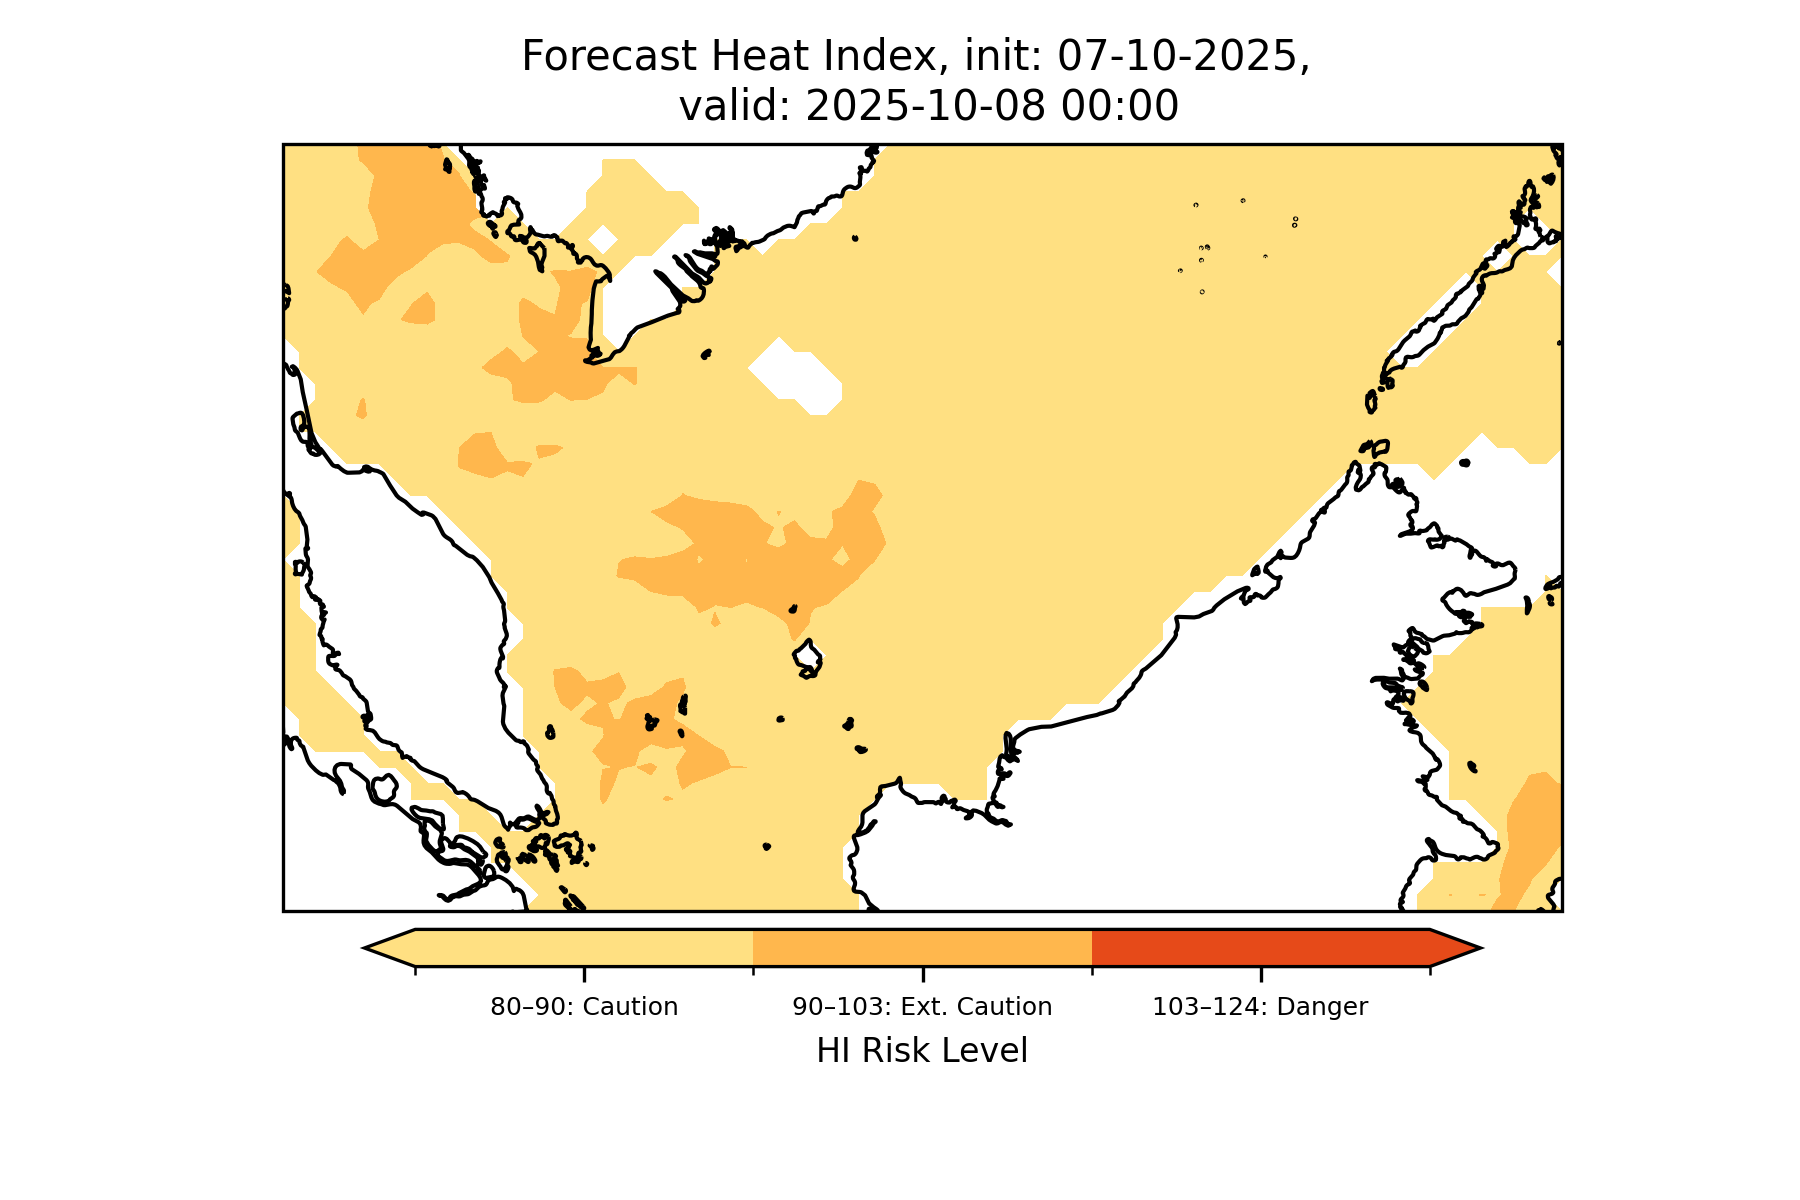 Forecast Heat Index, init: 07-10-2025,
valid: 2025-10-08 00:00
80–90: Caution
90–103: Ext. Caution
103–124: Danger
HI Risk Level